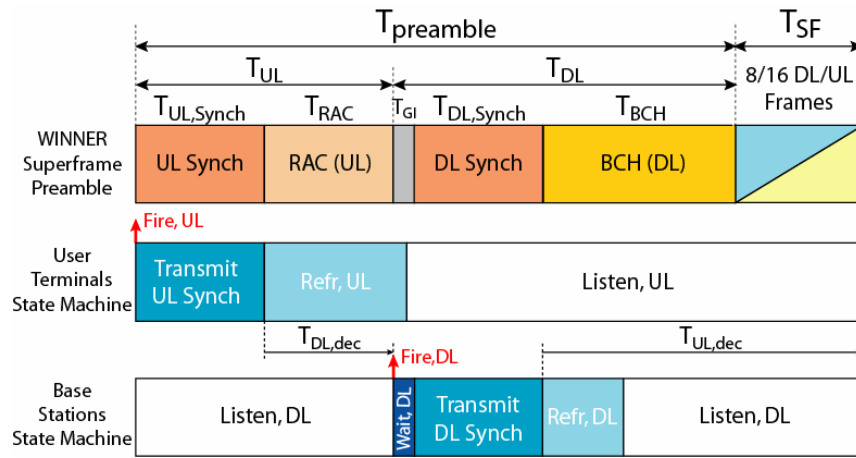 T_preamble
T_SF
T_UL
T_DL
8/16 DL/UL
Frames
T_UL,Synch
T_RAC
T_GI
T_DL,Synch
T_BCH
WINNER
Superframe
Preamble
UL Synch
RAC (UL)
DL Synch
BCH (DL)
Fire, UL
User
Terminals
State Machine
Transmit
UL Synch
Refr, UL
Listen, UL
T_DL,dec
T_UL,dec
Fire,DL
Base
Stations
State Machine
Listen, DL
Wait, DL
Transmit
DL Synch
Refr, DL
Listen, DL